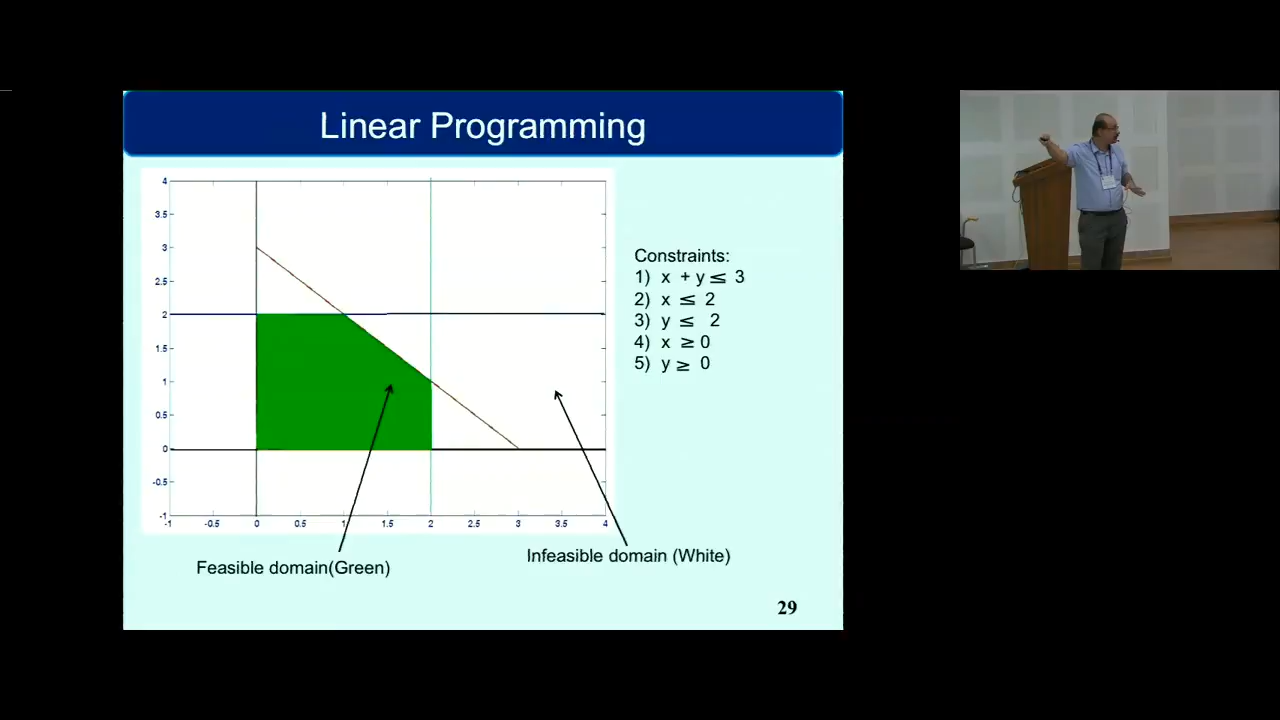 Linear Programming
4
3.5
3
2.5
2
1.5
1
0.5
0
-0.5
-1
-1 -0.5 0 0.5 1 1.5 2 2.5 3 3.5 4
Constraints:
1) x + y ≤ 3
2) x ≤ 2
3) y ≤ 2
4) x ≥ 0
5) y ≥ 0
Feasible domain(Green)
Infeasible domain (White)
29